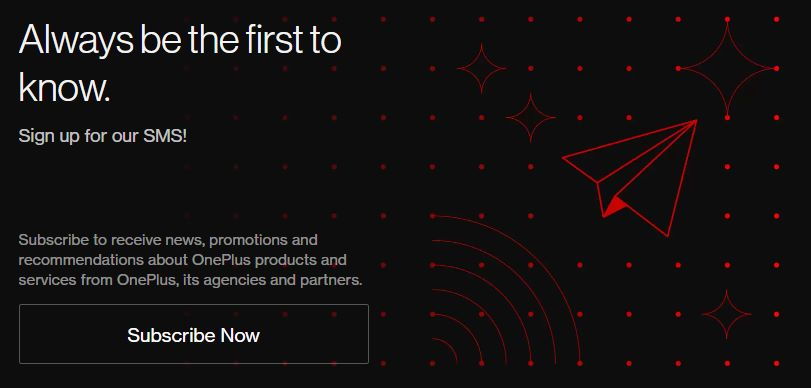 Always be the first to
know.
Sign up for our SMS!
Subscribe to receive news, promotions and
recommendations about OnePlus products and
services from OnePlus, its agencies and partners.
Subscribe Now